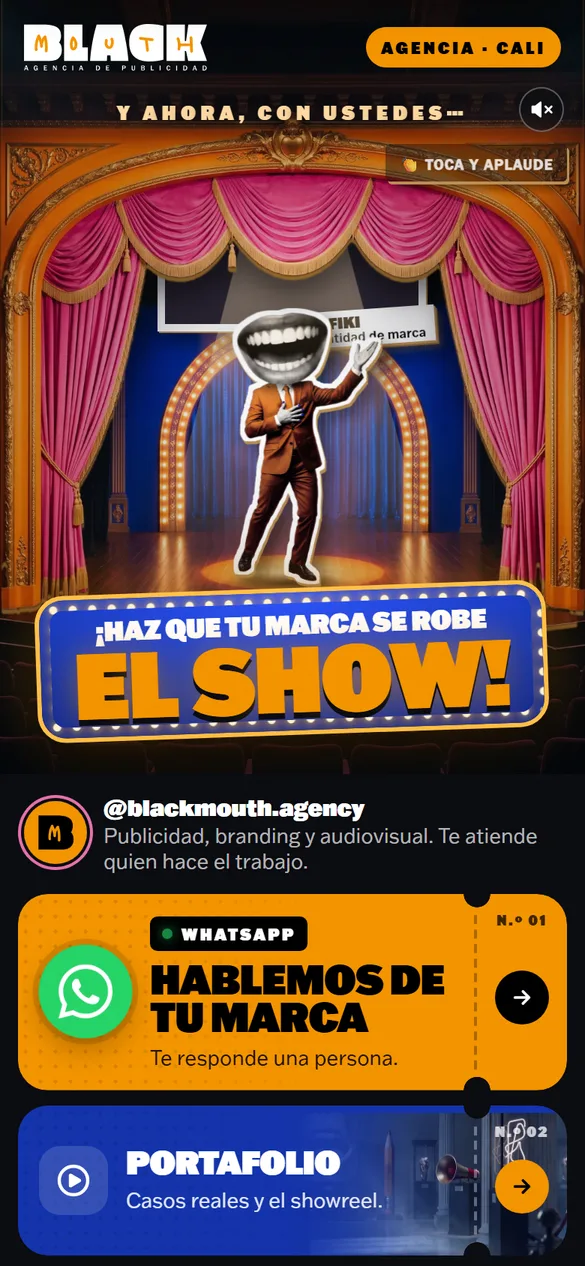 BLACK
MOUTH
AGENCIA DE PUBLICIDAD
AGENCIA · CALI
Y AHORA, CON USTEDES...
👏 TOCA Y APLAUDE
FIKI
de marca
¡HAZ QUE TU MARCA SE ROBE
EL SHOW!
B
M
@blackmouth.agency
Publicidad, branding y audiovisual. Te atiende
quien hace el trabajo.
WHATSAPP
N.º 01
HABLEMOS DE
TU MARCA
Te responde una persona.
N.º 02
PORTAFOLIO
Casos reales y el showreel.